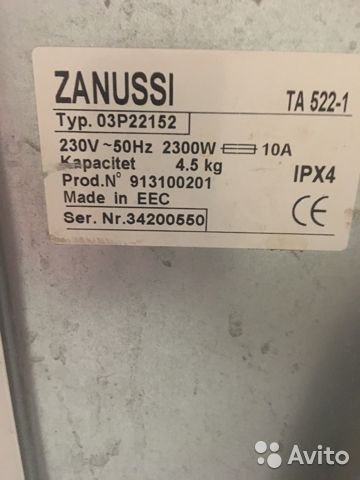 ZANUSSI TA 522-1
Typ. 03P22152
230V ~50Hz 2300W 10A
Kapacitet 4.5 kg IPX4
Prod.N° 913100201
Made in EEC CE
Ser. Nr.34200550
Avito